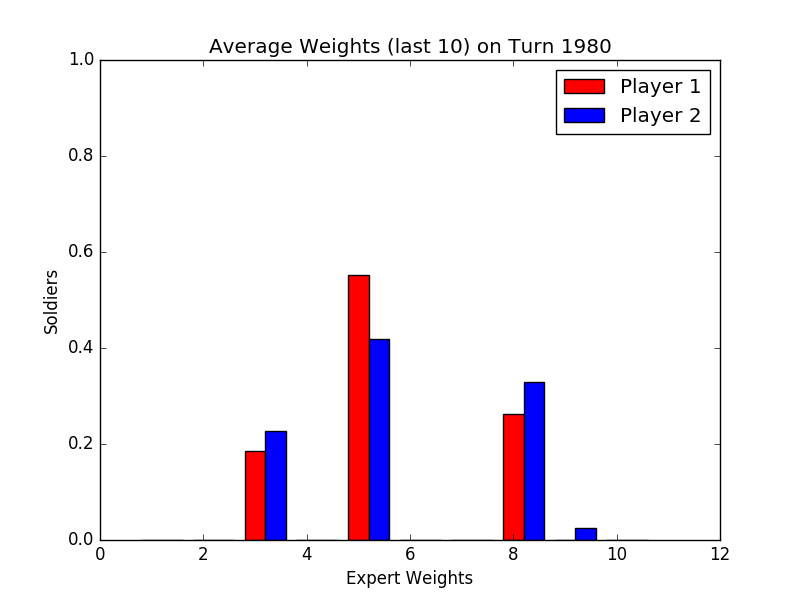 Average Weights (last 10) on Turn 1980
Player 1
Player 2
1.0
0.8
0.6
0.4
0.2
0.0
Soldiers
0 2 4 6 8 10 12
Expert Weights